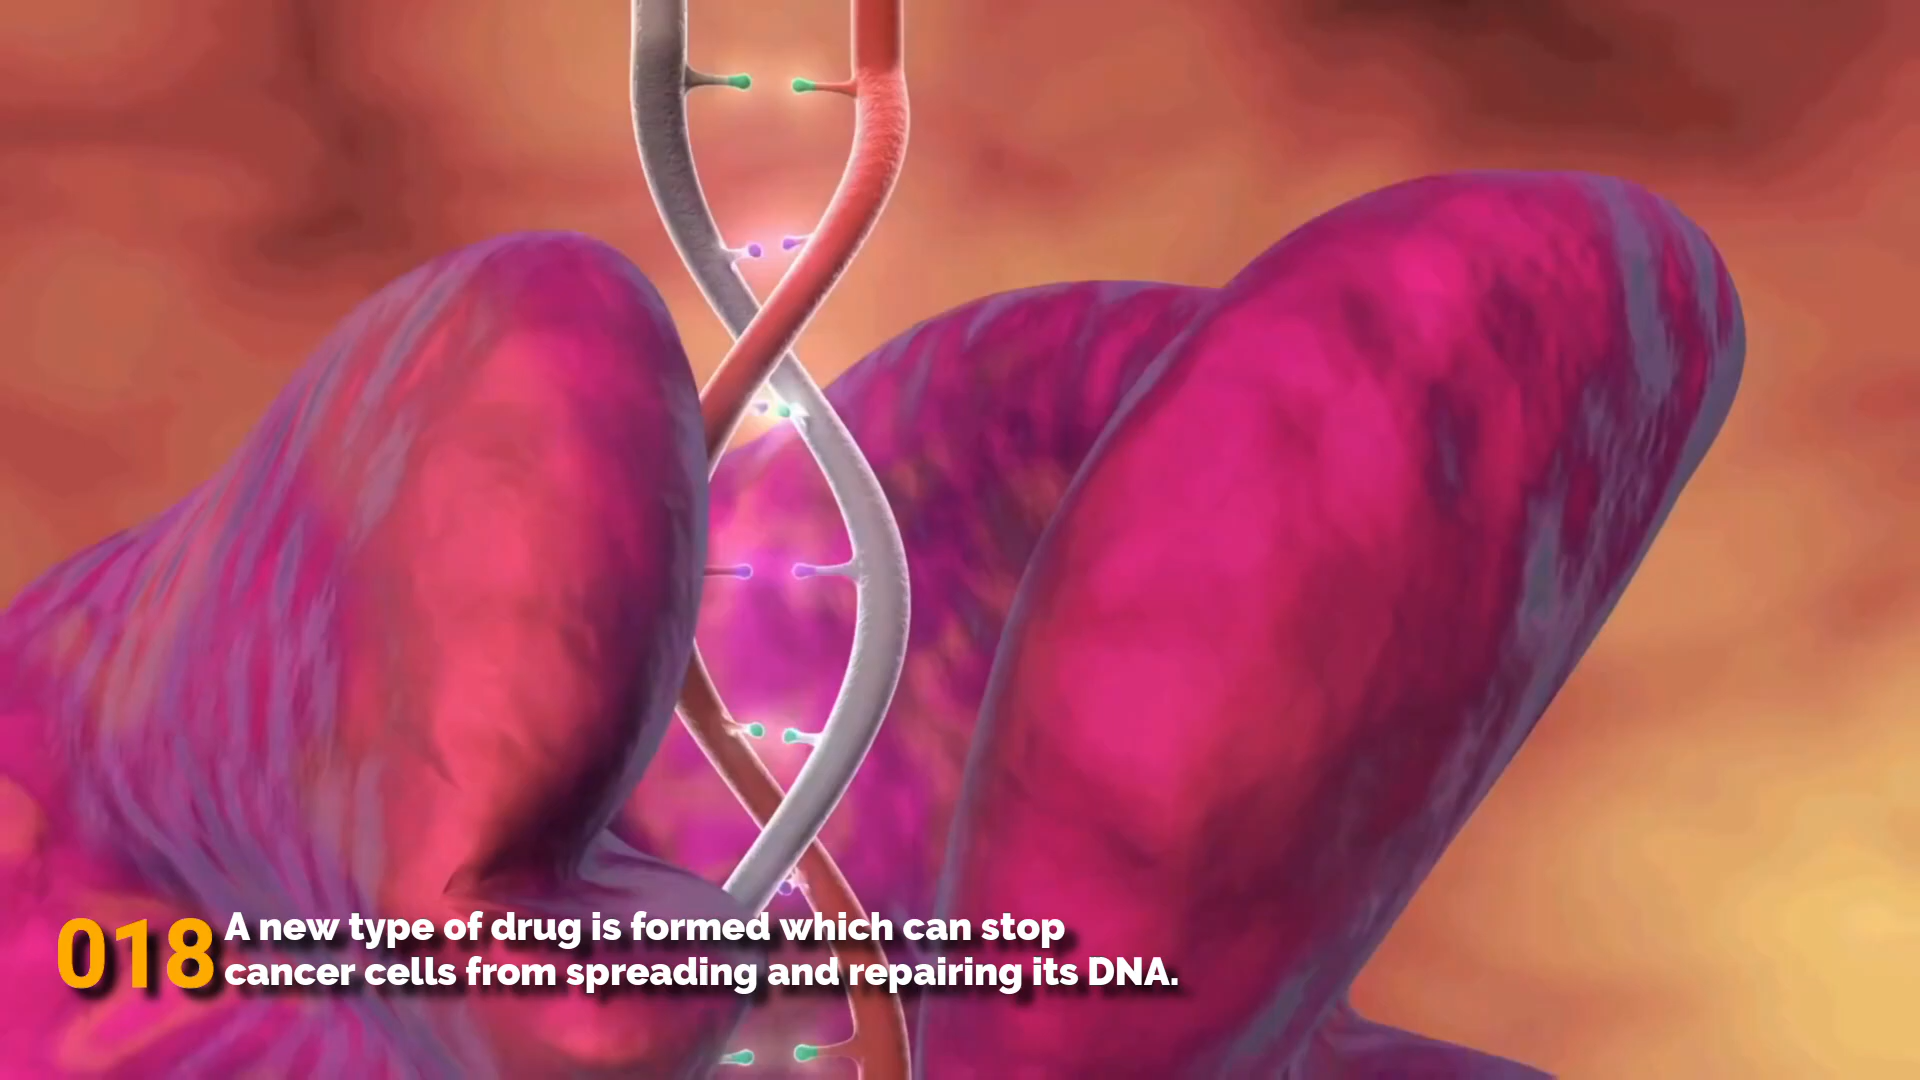 018 A new type of drug is formed which can stop
cancer cells from spreading and repairing its DNA.